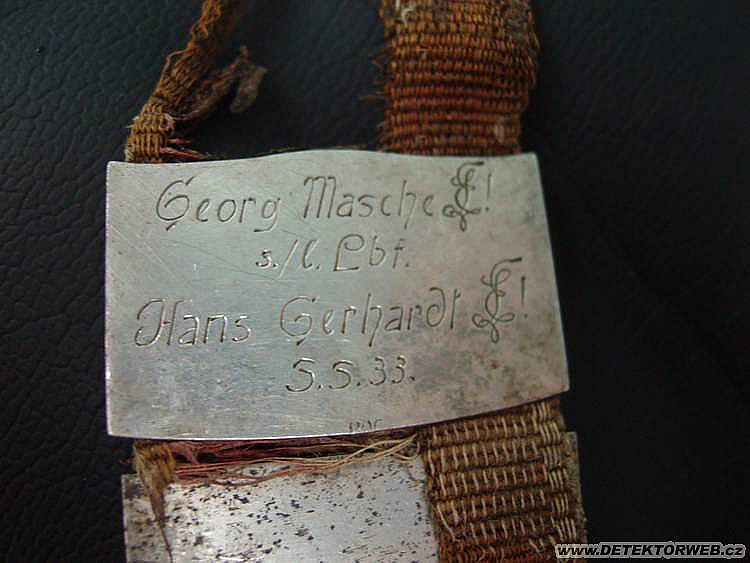 Georg Masche !
s./l. Lbf.
Hans Gerhardt !
S.S.33.
www.DETEKTORWEB.cz